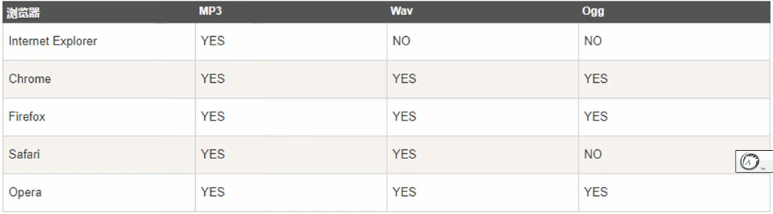 浏览器 MP3 Wav Ogg
Internet Explorer YES NO NO
Chrome YES YES YES
Firefox YES YES YES
Safari YES YES NO
Opera YES YES YES